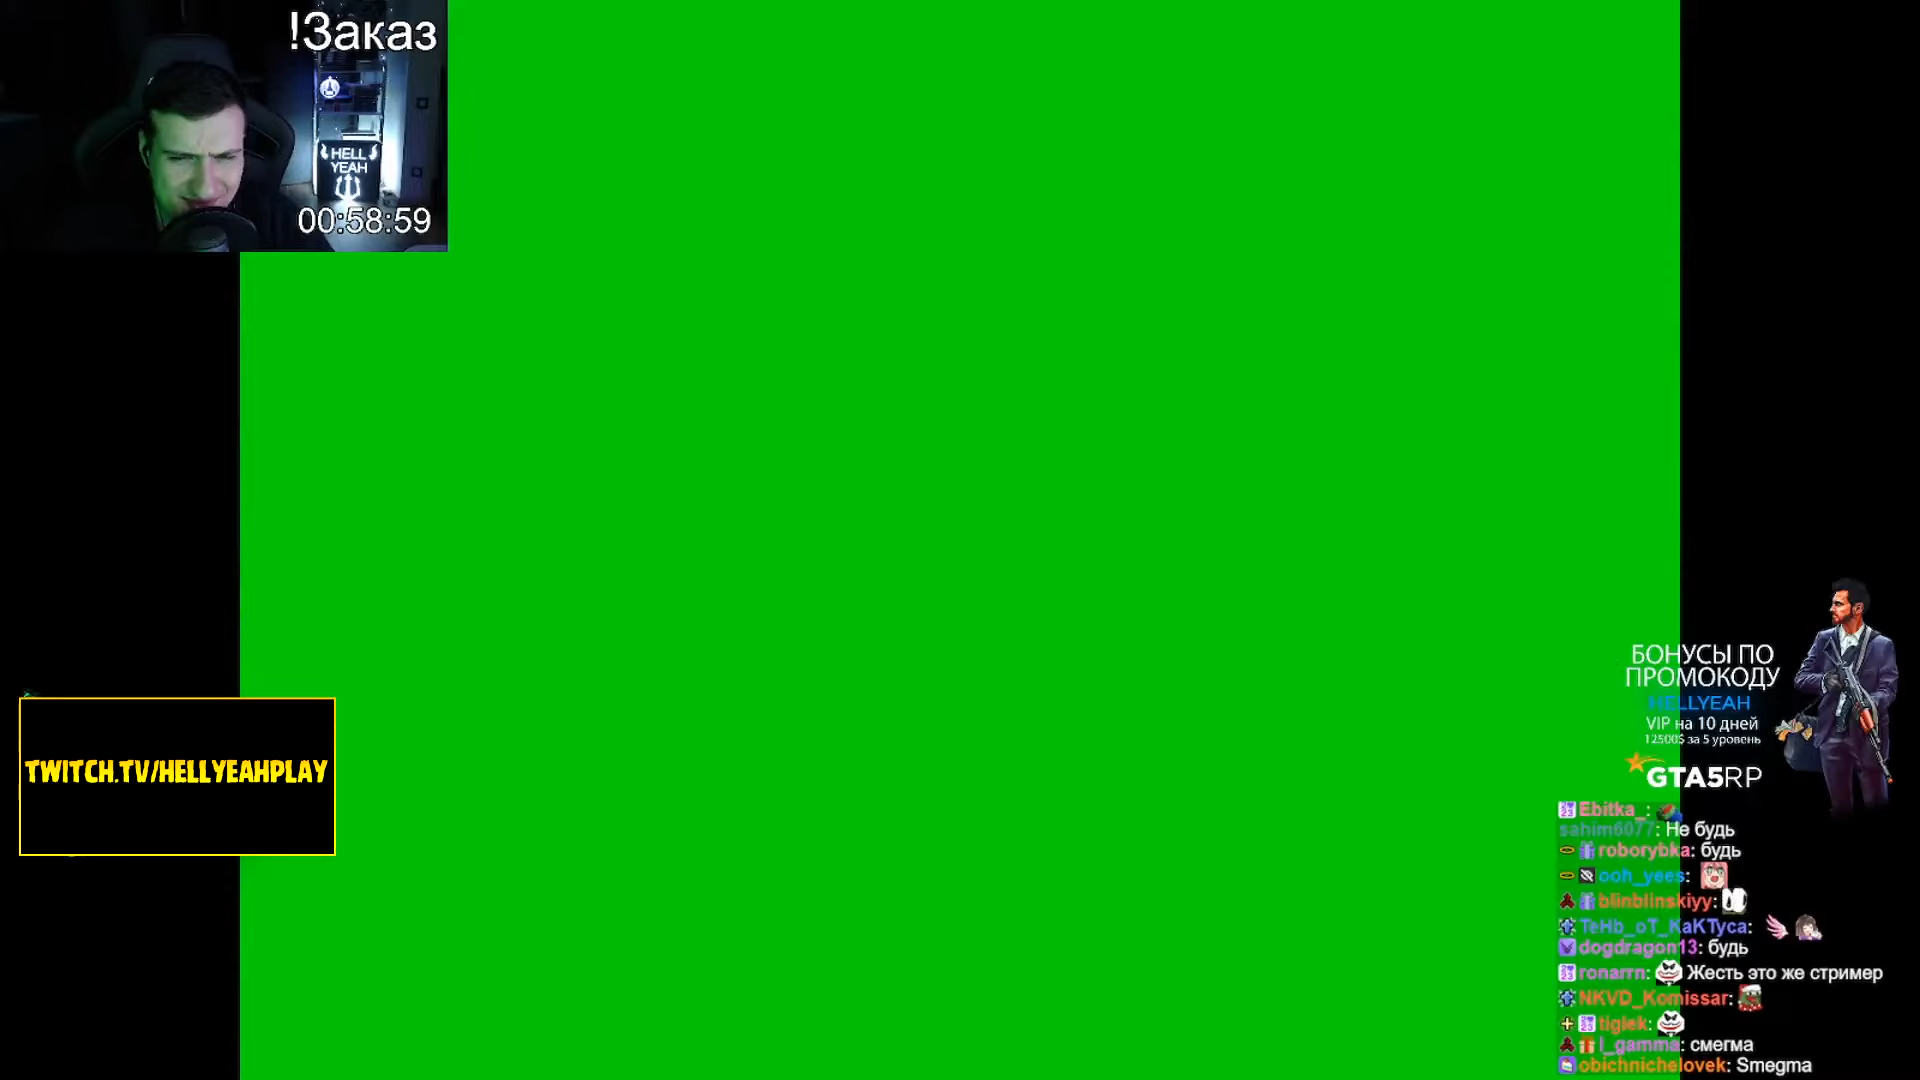 !Заказ
HELL
YEAH
00:58:59
TWITCH.TV/HELLYEAHPLAY
БОНУСЫ ПО
ПРОМОКОДУ
HELLYEAH
VIP на 10 дней
12500$ за 5 уровень
GTA5RP
Ebitka_:
sahim6077: Не будь
roborybka: будь
ooh_yees:
blinblinskiyy:
TeHb_oT_KaKTyca:
dogdragon13: будь
ronarrn: Жесть это же стример
NKVD_Komissar:
tiglek:
l_gamma: смегма
obichnichelovek: Smegma